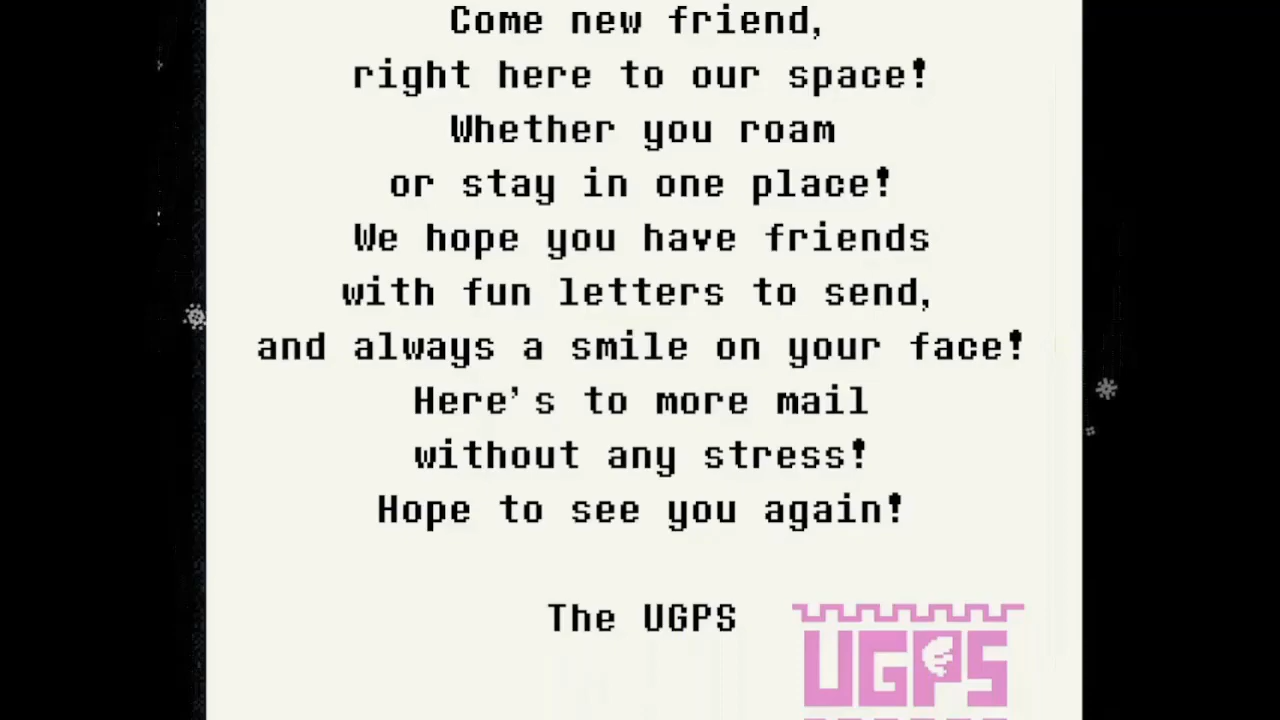 Come new friend,
right here to our space!
Whether you roam
or stay in one place!
We hope you have friends
with fun letters to send,
and always a smile on your face!
Here's to more mail
without any stress!
Hope to see you again!
The UGPS
UGPS